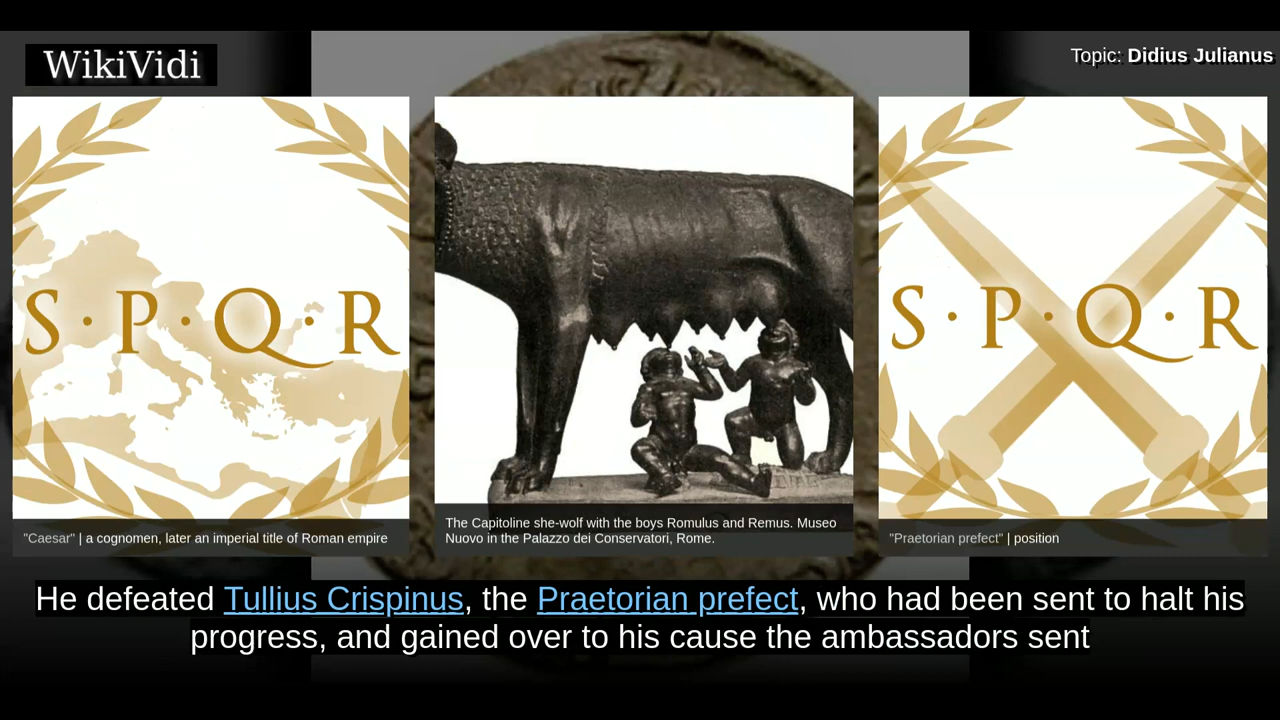 WikiVidi
Topic: Didius Julianus
S·P·Q·R
S·P·Q·R
"Caesar" | a cognomen, later an imperial title of Roman empire
The Capitoline she-wolf with the boys Romulus and Remus. Museo
Nuovo in the Palazzo dei Conservatori, Rome.
"Praetorian prefect" | position
He defeated Tullius Crispinus, the Praetorian prefect, who had been sent to halt his
progress, and gained over to his cause the ambassadors sent